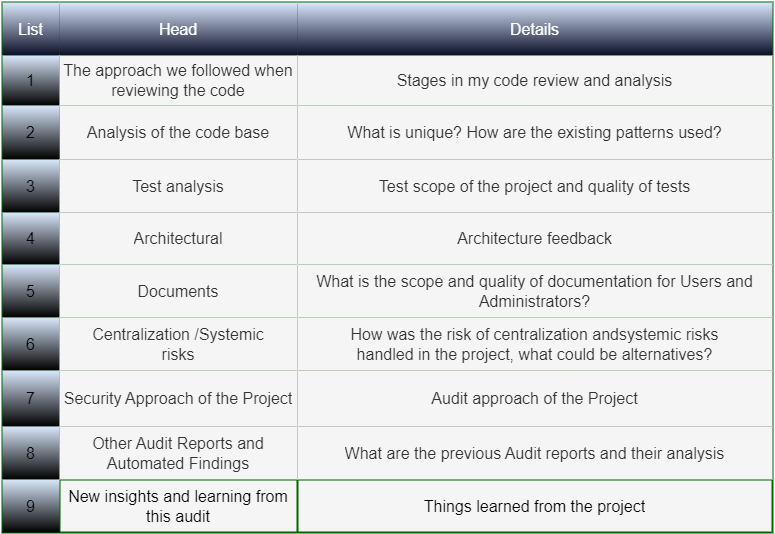 List Head Details
1 The approach we followed when
reviewing the code Stages in my code review and analysis
2 Analysis of the code base What is unique? How are the existing patterns used?
3 Test analysis Test scope of the project and quality of tests
4 Architectural Architecture feedback
5 Documents What is the scope and quality of documentation for Users and
Administrators?
6 Centralization /Systemic
risks How was the risk of centralization andsystemic risks
handled in the project, what could be alternatives?
7 Security Approach of the Project Audit approach of the Project
8 Other Audit Reports and
Automated Findings What are the previous Audit reports and their analysis
9 New insights and learning from
this audit Things learned from the project